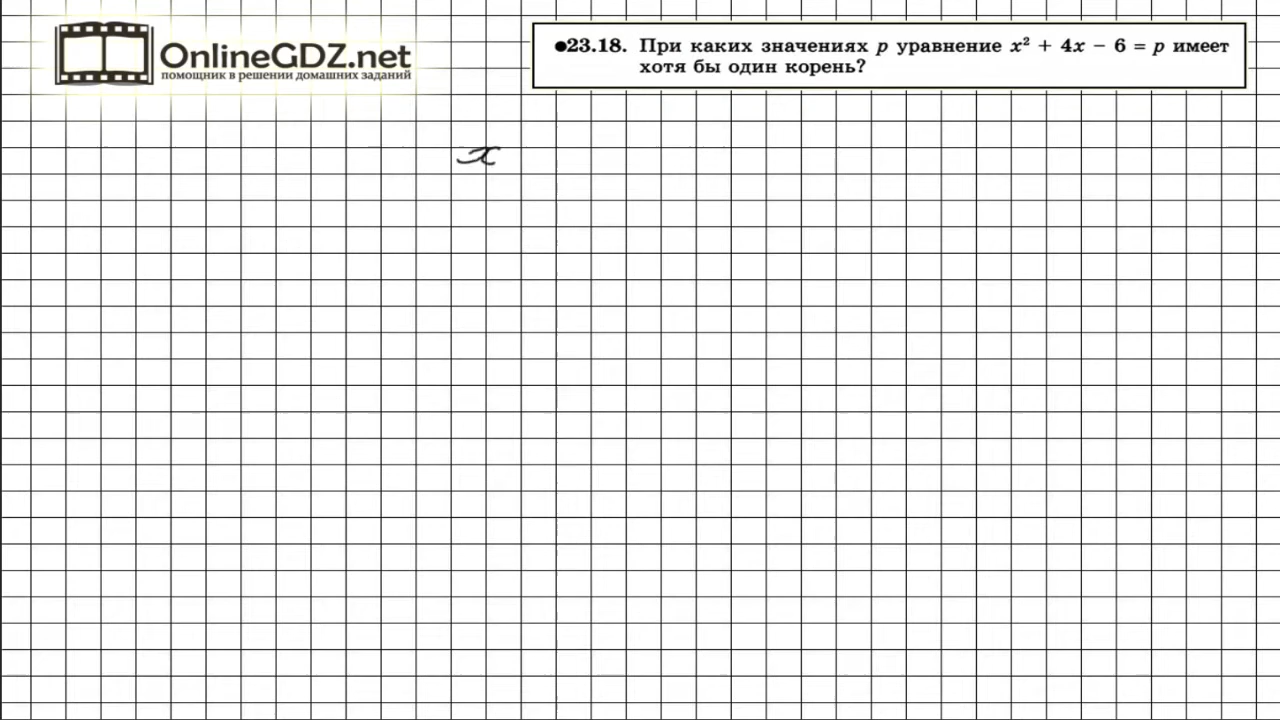 OnlineGDZ.net
помощник в решении домашних заданий
●23.18. При каких значениях p уравнение x² + 4x − 6 = p имеет
хотя бы один корень?
x